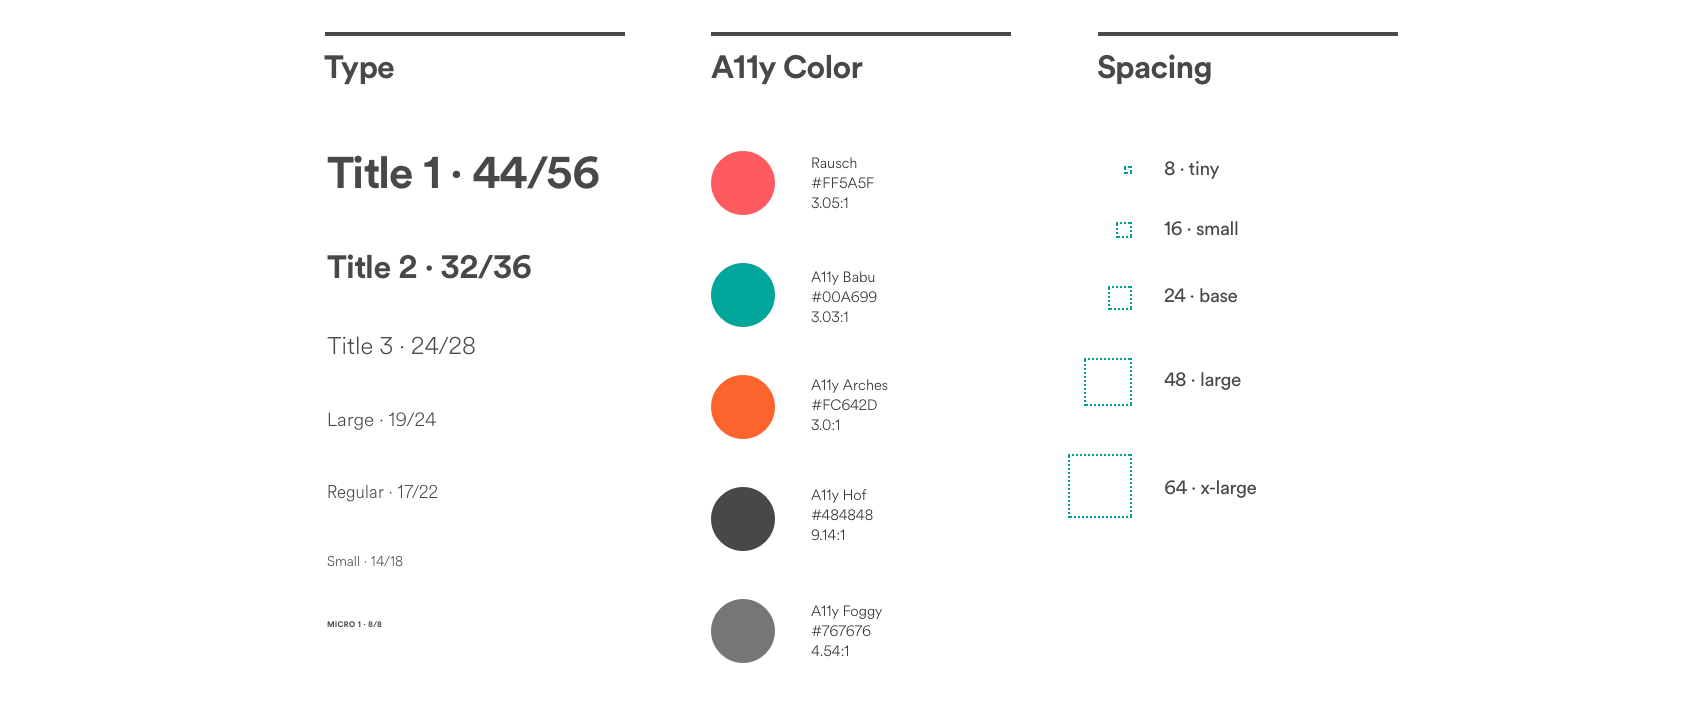 Type
Title 1 · 44/56
Title 2 · 32/36
Title 3 · 24/28
Large · 19/24
Regular · 17/22
Small · 14/18
MICRO 1 · 8/8
A11y Color
Rausch
#FF5A5F
3.05:1
A11y Babu
#00A699
3.03:1
A11y Arches
#FC642D
3.0:1
A11y Hof
#484848
9.14:1
A11y Foggy
#767676
4.54:1
Spacing
8 · tiny
16 · small
24 · base
48 · large
64 · x-large